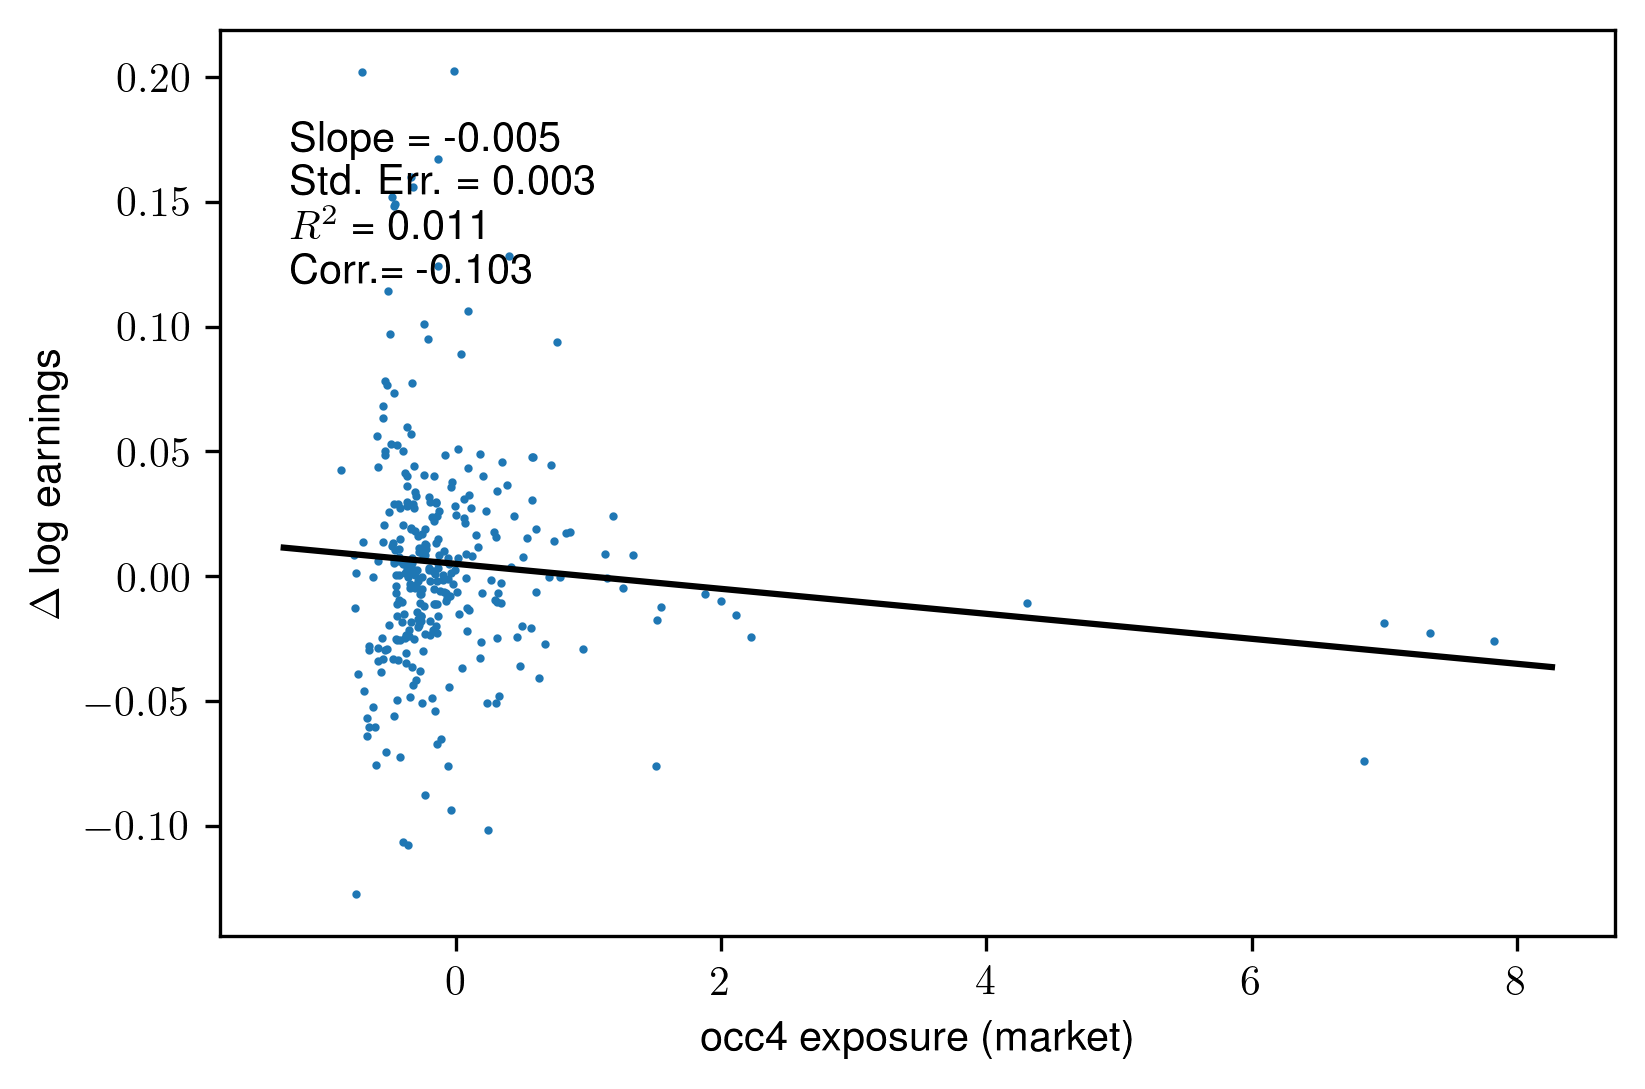 0.20
0.15
0.10
0.05
0.00
−0.05
−0.10
Δ log earnings
Slope = -0.005
Std. Err. = 0.003
R² = 0.011
Corr.= -0.103
0 2 4 6 8
occ4 exposure (market)